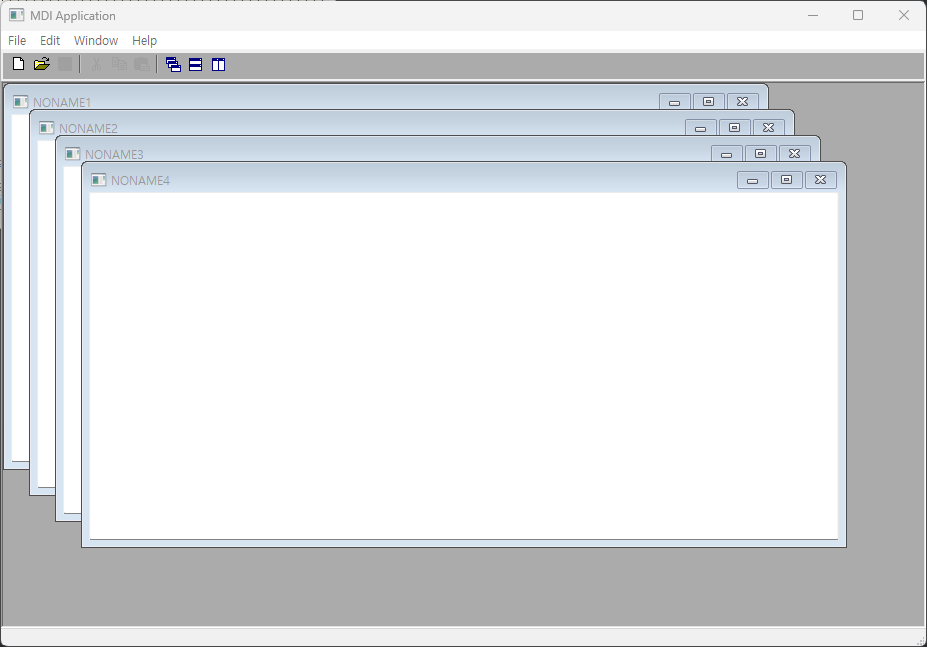 MDI Application
File Edit Window Help
NONAME1
NONAME2
NONAME3
NONAME4